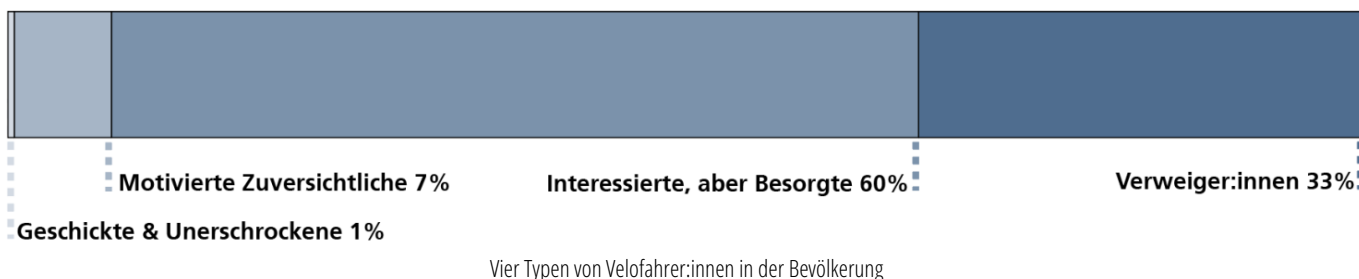 Motivierte Zuversichtliche 7%
Interessierte, aber Besorgte 60%
Verweiger:innen 33%
Geschickte & Unerschrockene 1%
Vier Typen von Velofahrer:innen in der Bevölkerung